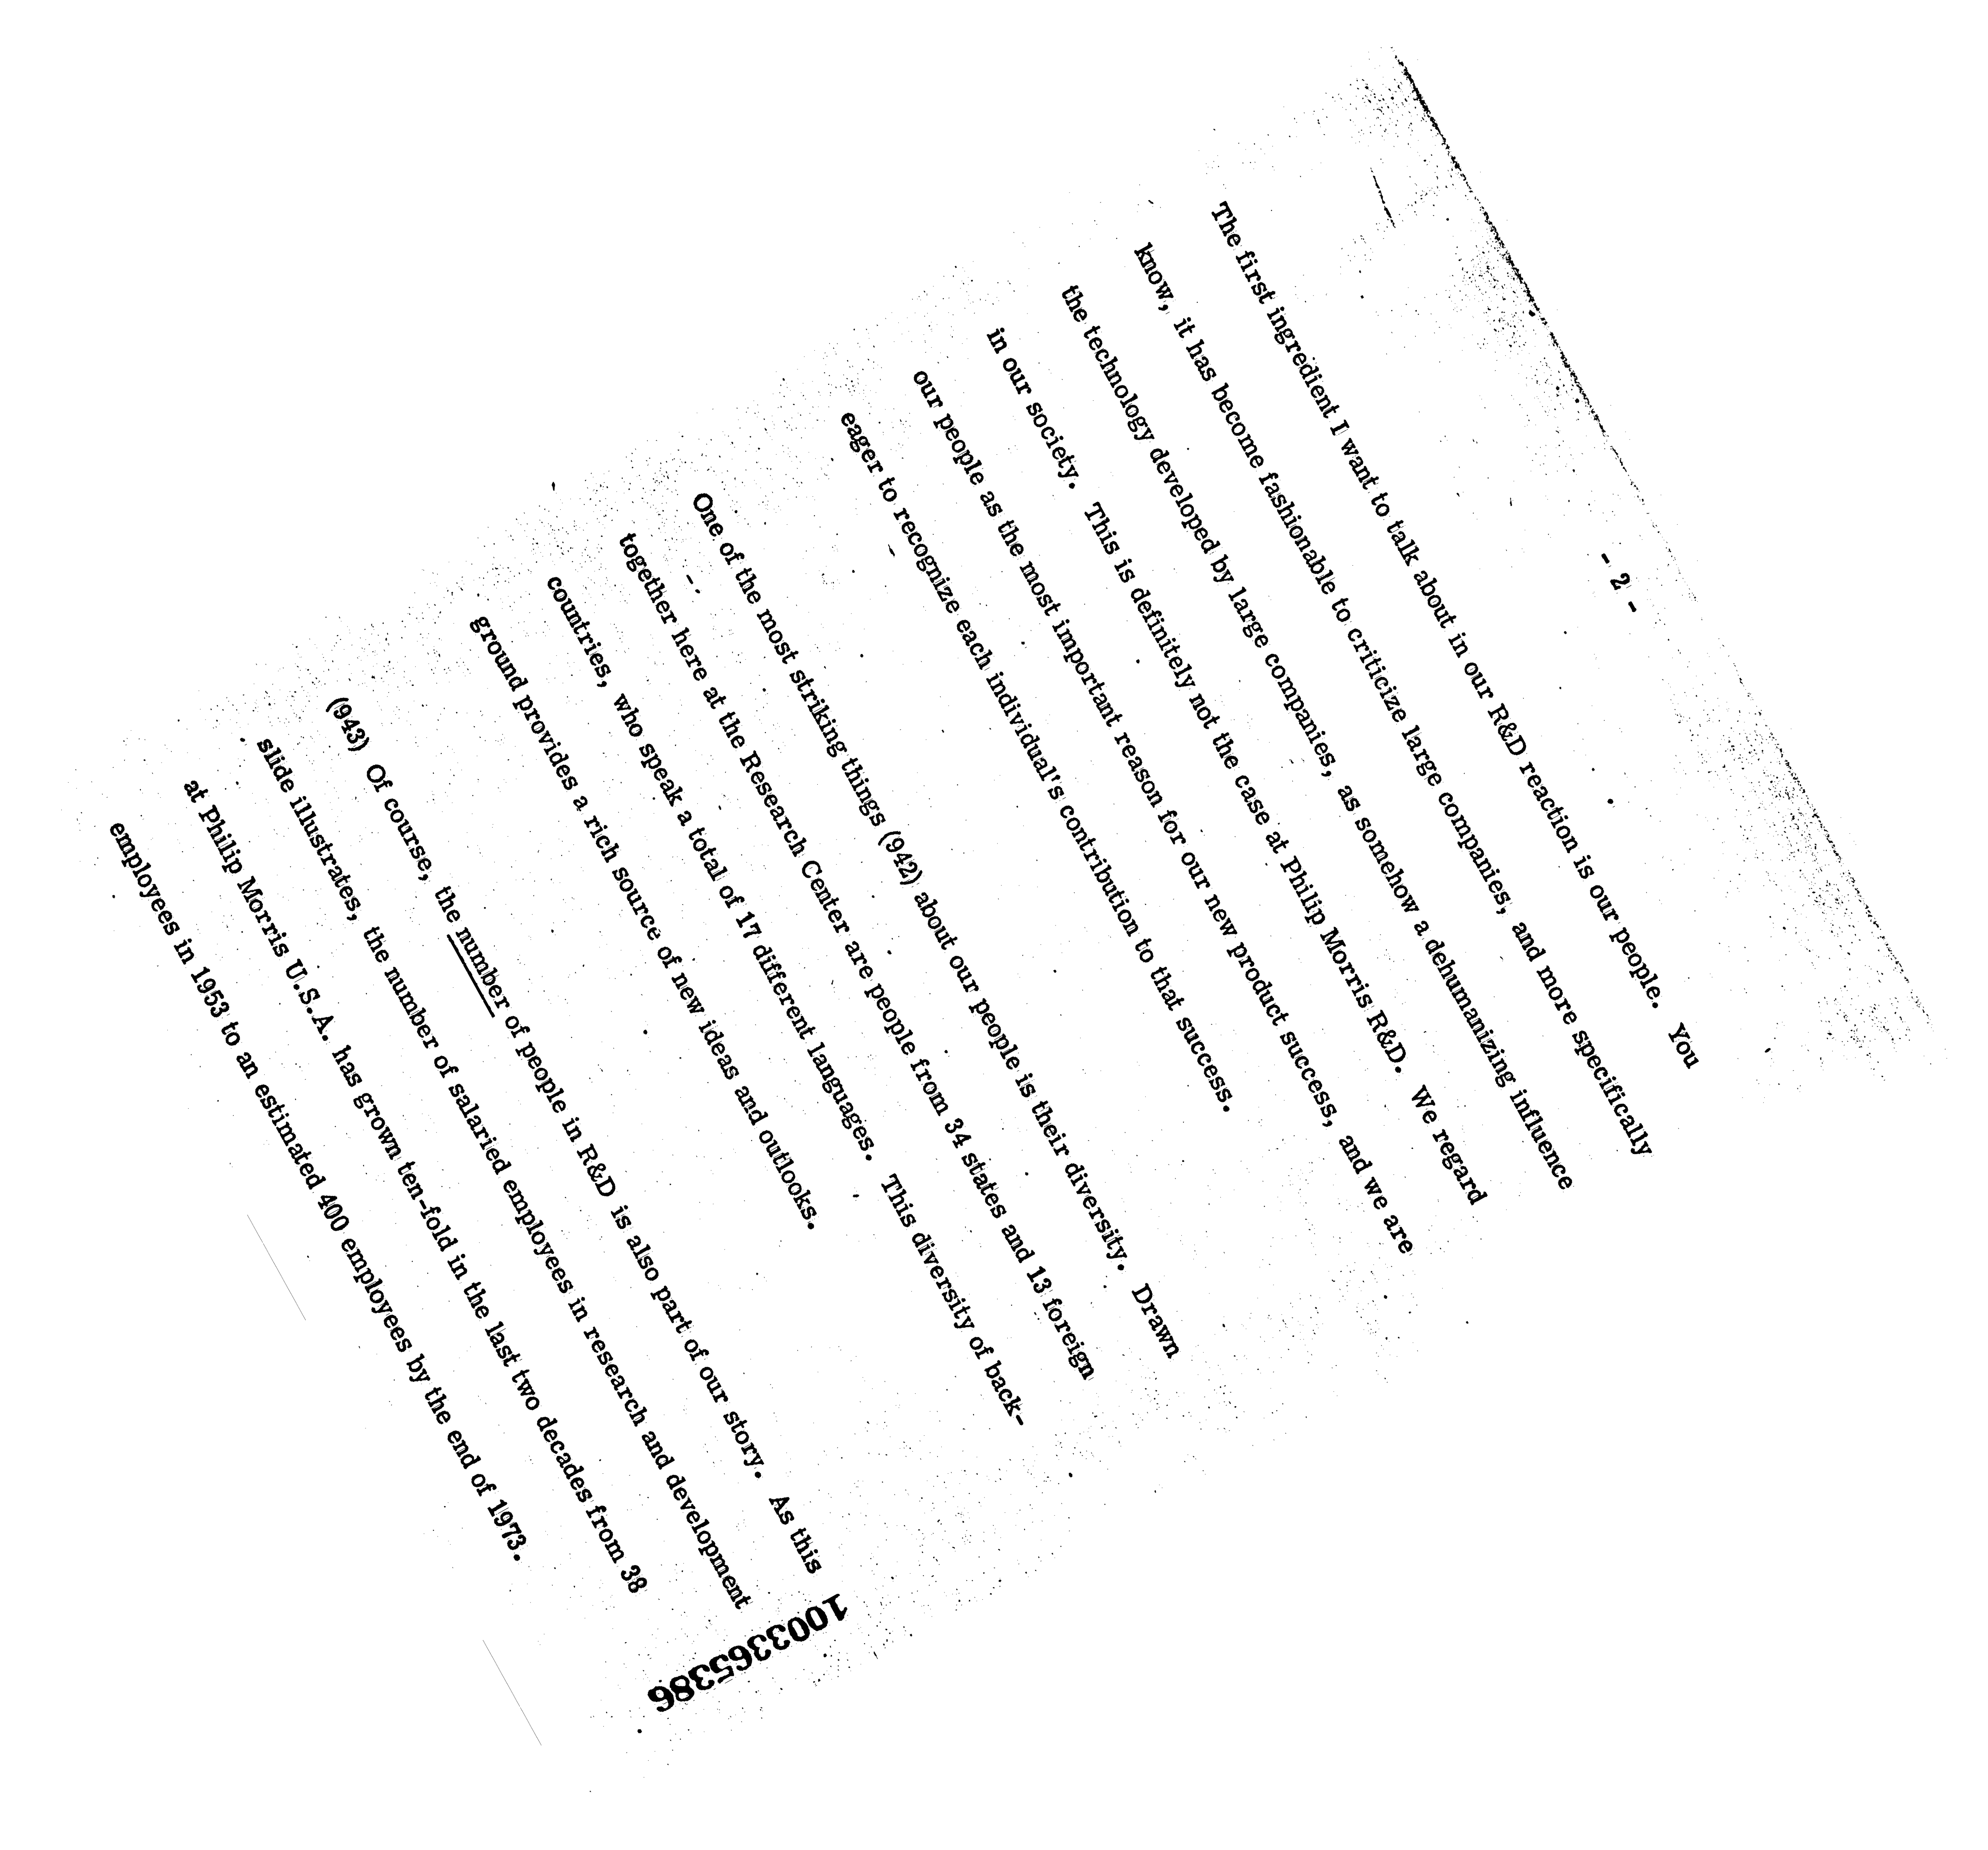 - 2 -
The first ingredient I want to talk about in our R&D reaction is our people. You
know, it has become fashionable to criticize large companies, and more specifically
the technology developed by large companies, as somehow a dehumanizing influence
in our society. This is definitely not the case at Philip Morris R&D. We regard
our people as the most important reason for our new product success, and we are
eager to recognize each individual's contribution to that success.
One of the most striking things (942) about our people is their diversity. Drawn
together here at the Research Center are people from 34 states and 13 foreign
countries, who speak a total of 17 different languages. This diversity of back-
ground provides a rich source of new ideas and outlooks.
(943) Of course, the number of people in R&D is also part of our story. As this
slide illustrates, the number of salaried employees in research and development
at Philip Morris U.S.A. has grown ten-fold in the last two decades from 38
employees in 1953 to an estimated 400 employees by the end of 1973.
1003365386